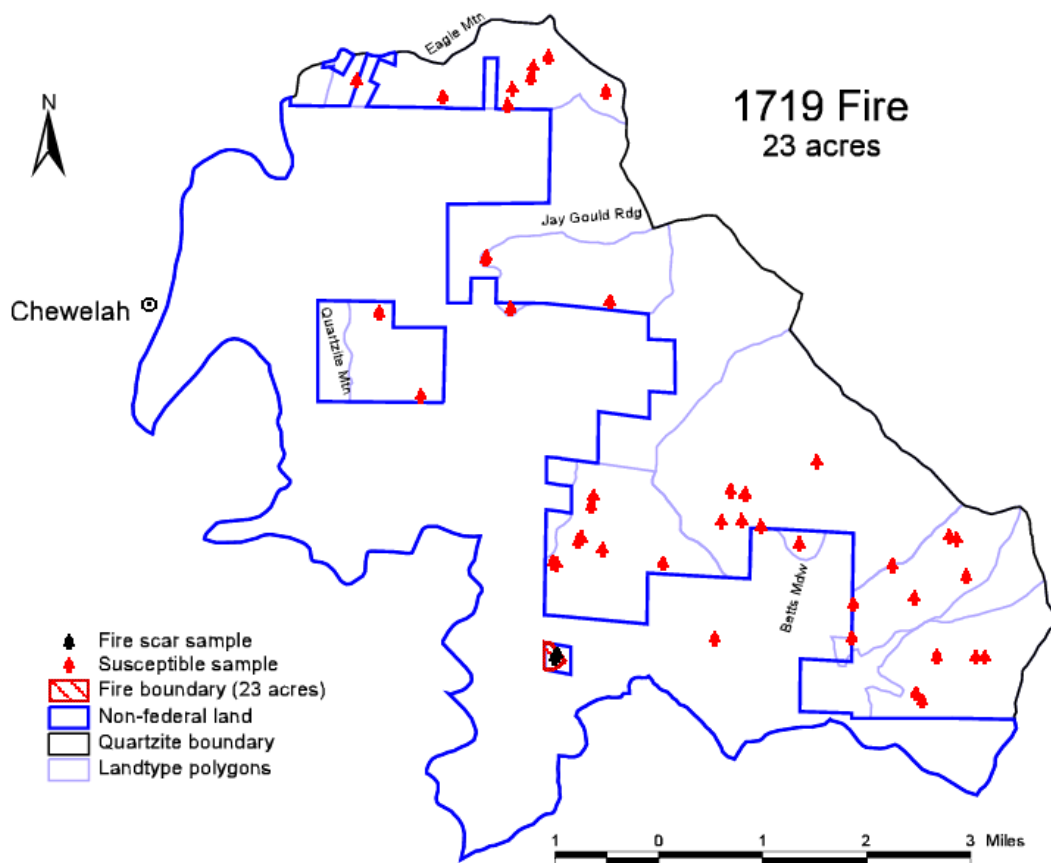 Eagle Mtn
N
1719 Fire
23 acres
Jay Gould Rdg
Chewelah
Quartzite Mtn
Betts Mdw
Fire scar sample
Susceptible sample
Fire boundary (23 acres)
Non-federal land
Quartzite boundary
Landtype polygons
1 0 1 2 3 Miles